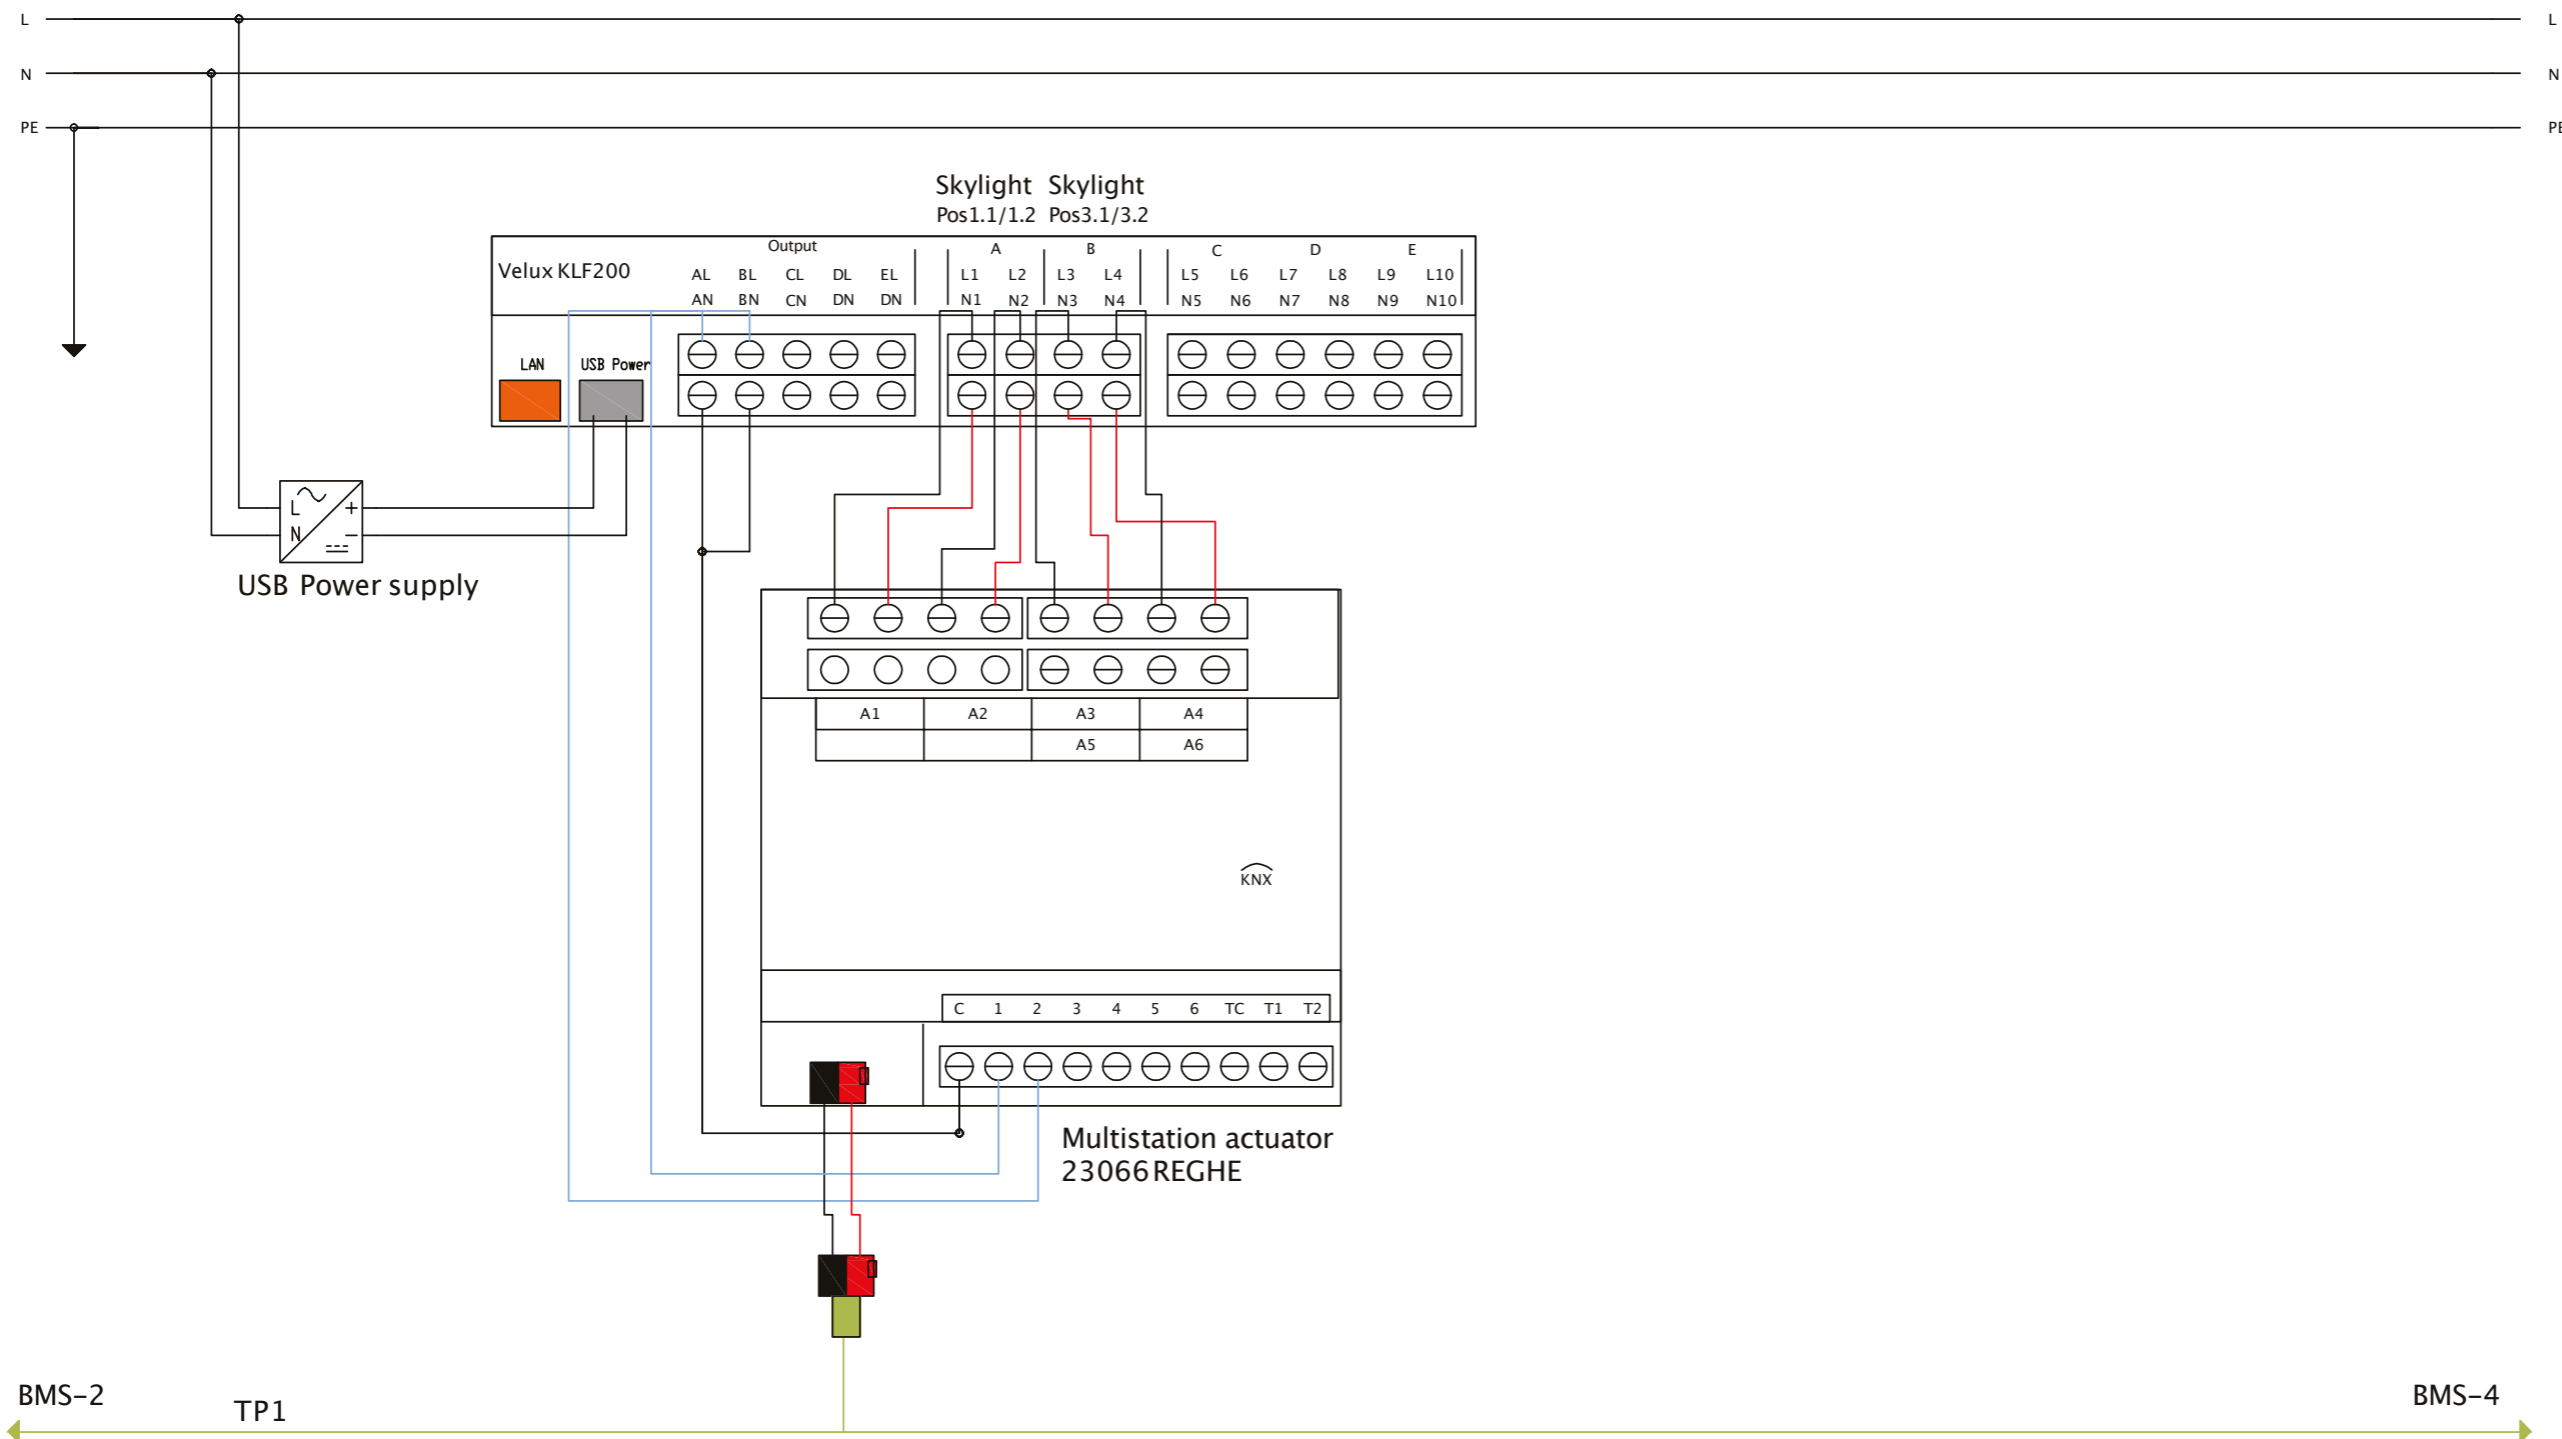 L L
N N
PE PE
Skylight Skylight
Pos1.1/1.2 Pos3.1/3.2
Output A B C D E
Velux KLF200 AL BL CL DL EL L1 L2 L3 L4 L5 L6 L7 L8 L9 L10
AN BN CN DN DN N1 N2 N3 N4 N5 N6 N7 N8 N9 N10
LAN USB Power
L +
N −
USB Power supply
A1 A2 A3 A4
A5 A6
KNX
C 1 2 3 4 5 6 TC T1 T2
Multistation actuator
23066REGHE
BMS-2 BMS-4
TP1